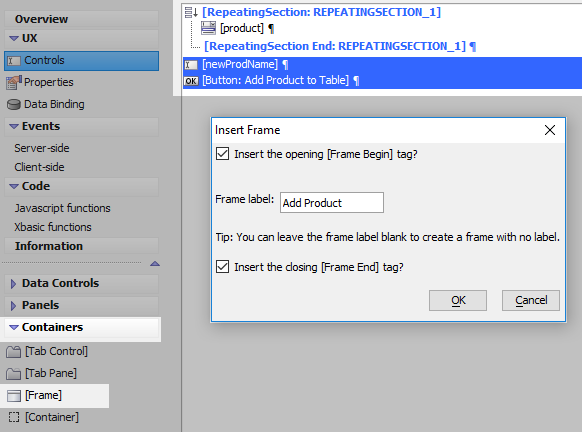 Overview
UX
Controls
Properties
Data Binding
Events
Server-side
Client-side
Code
Javascript functions
Xbasic functions
Information
Data Controls
Panels
Containers
[Tab Control]
[Tab Pane]
[Frame]
[Container]
[RepeatingSection: REPEATINGSECTION_1]
[product] ¶
[RepeatingSection End: REPEATINGSECTION_1] ¶
[newProdName] ¶
OK [Button: Add Product to Table] ¶
Insert Frame
Insert the opening [Frame Begin] tag?
Frame label: Add Product
Tip: You can leave the frame label blank to create a frame with no label.
Insert the closing [Frame End] tag?
OK Cancel